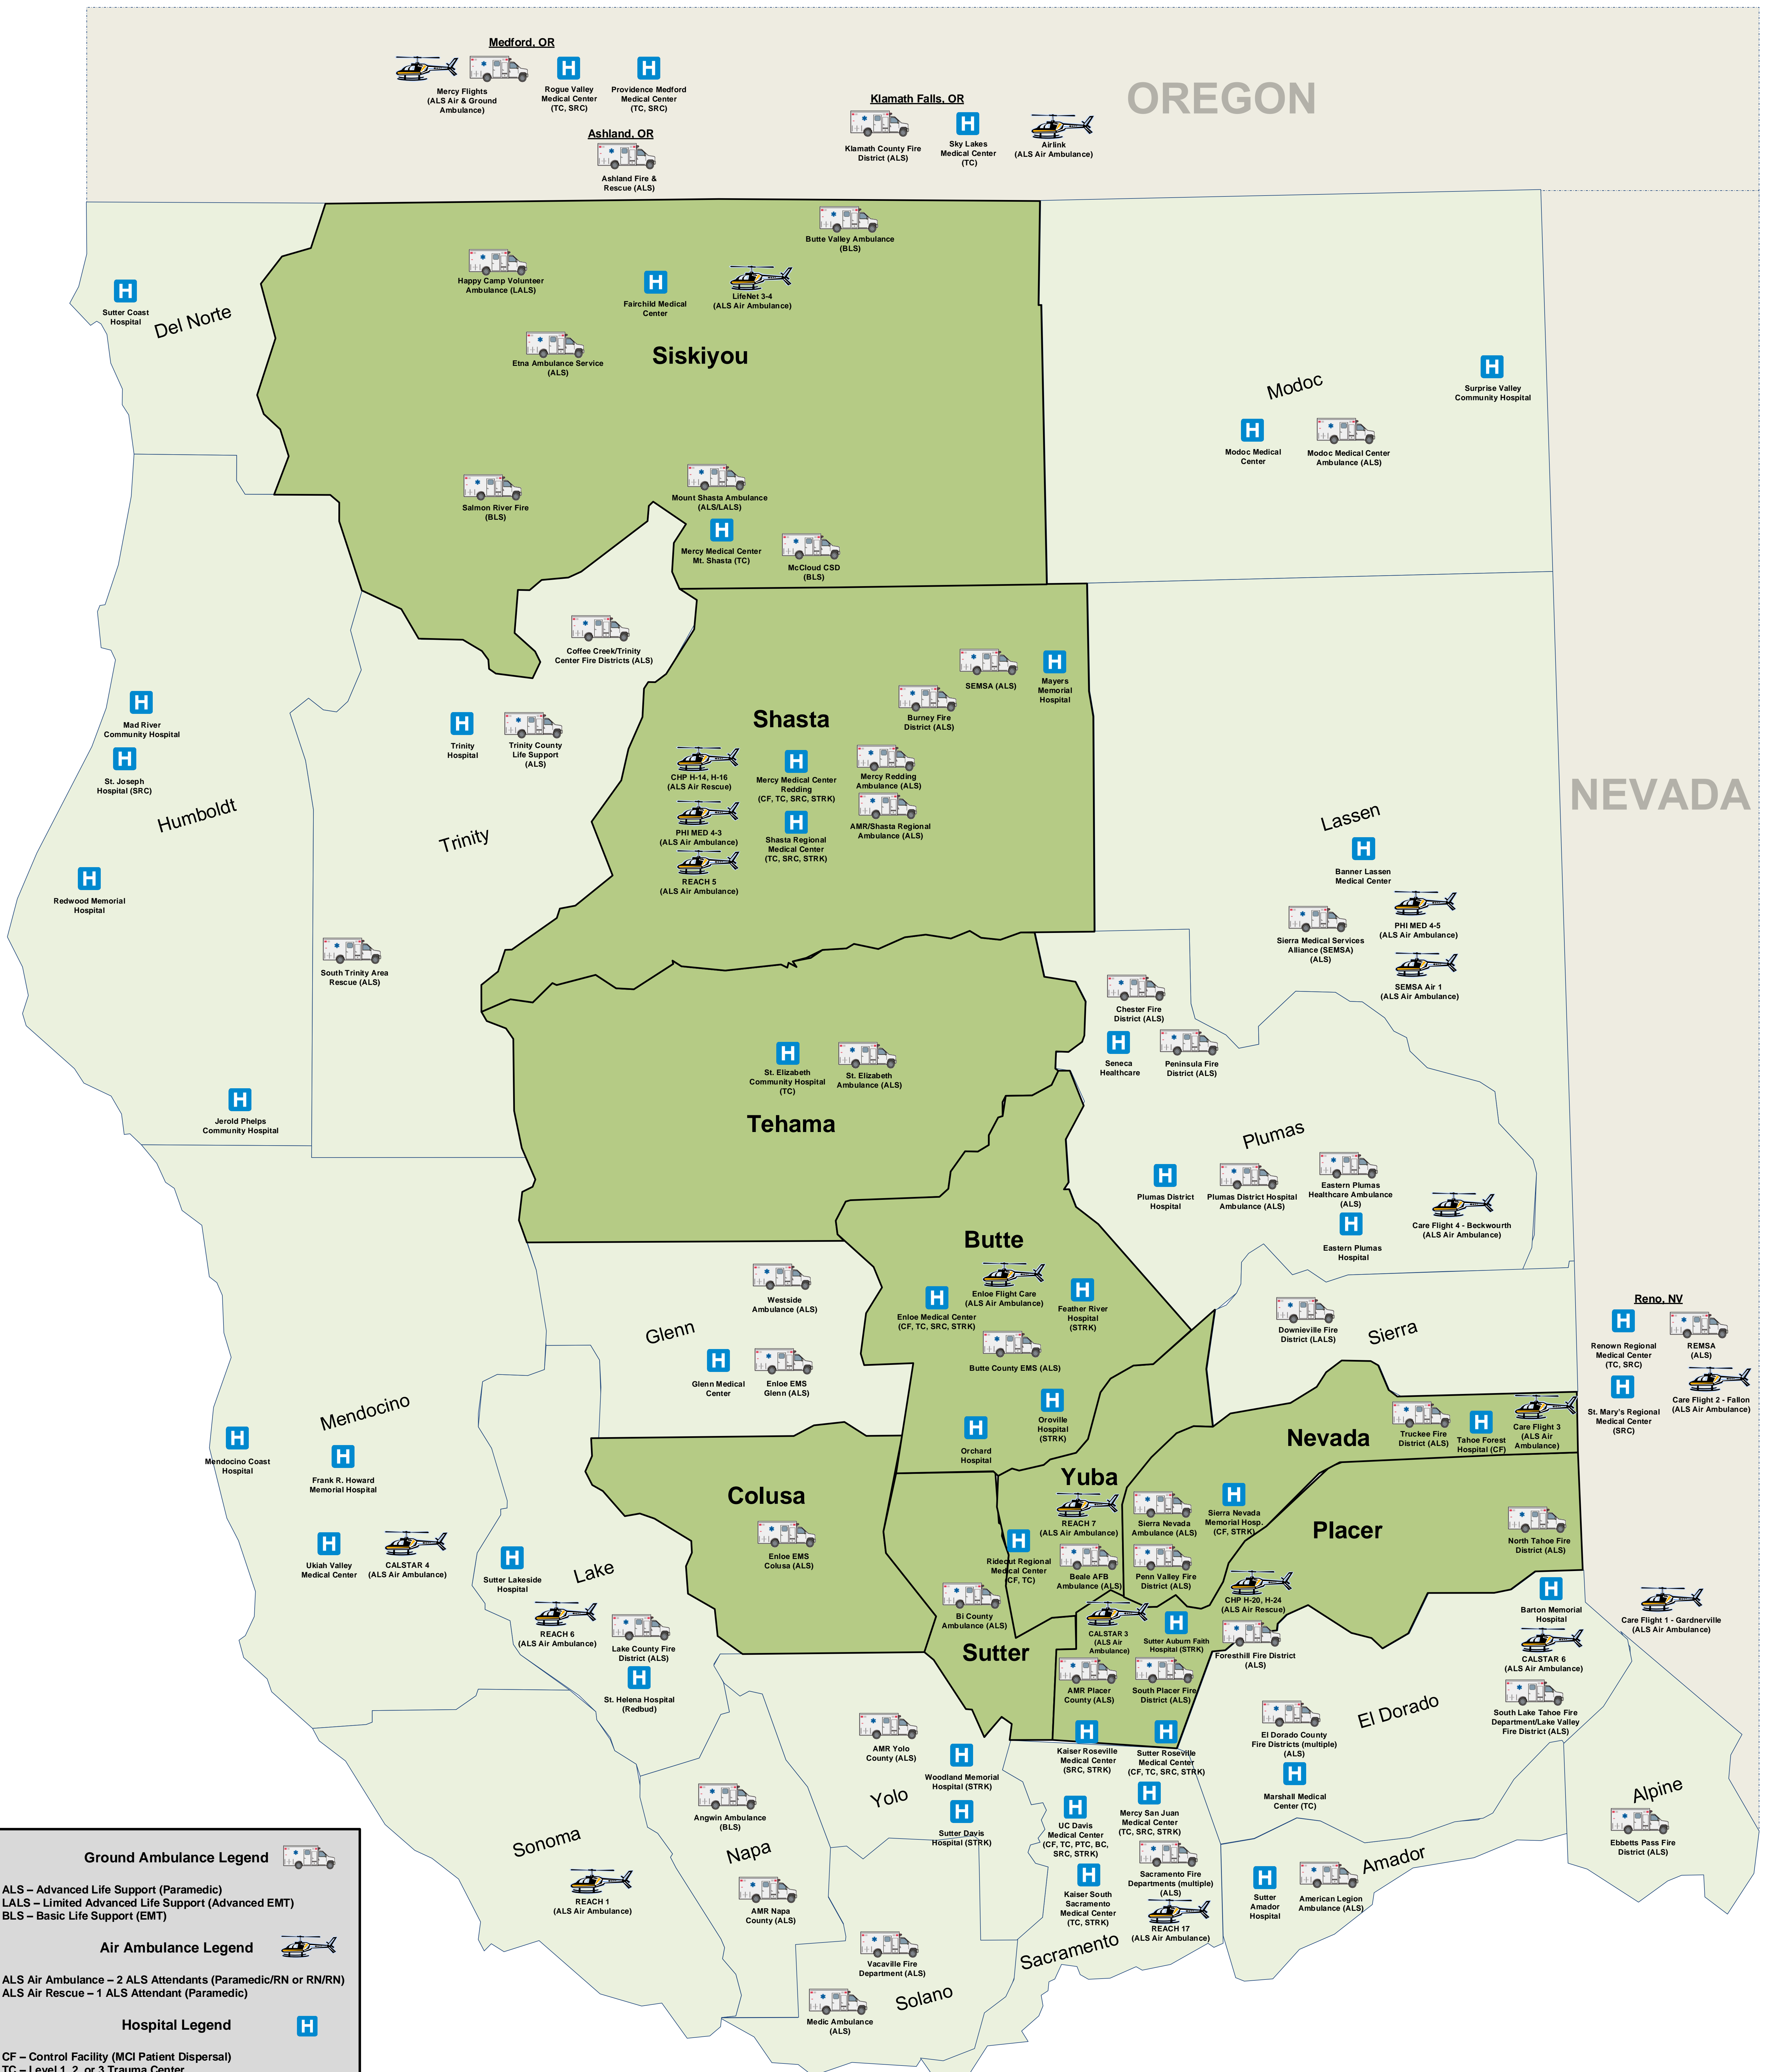 Medford, OR
Mercy Flights
(ALS Air & Ground
Ambulance)
Rogue Valley
Medical Center
(TC, SRC)
Providence Medford
Medical Center
(TC, SRC)
Ashland, OR
Ashland Fire &
Rescue (ALS)
Klamath Falls, OR
Klamath County Fire
District (ALS)
Sky Lakes
Medical Center
(TC)
Airlink
(ALS Air Ambulance)
OREGON
Butte Valley Ambulance
(BLS)
Happy Camp Volunteer
Ambulance (LALS)
Fairchild Medical
Center
LifeNet 3-4
(ALS Air Ambulance)
Etna Ambulance Service
(ALS)
Siskiyou
Salmon River Fire
(BLS)
Mount Shasta Ambulance
(ALS/LALS)
Mercy Medical Center
Mt. Shasta (TC)
McCloud CSD
(BLS)
Sutter Coast
Hospital
Del Norte
Modoc
Surprise Valley
Community Hospital
Modoc Medical
Center
Modoc Medical Center
Ambulance (ALS)
Coffee Creek/Trinity
Center Fire Districts (ALS)
Trinity
Hospital
Trinity County
Life Support
(ALS)
Trinity
South Trinity Area
Rescue (ALS)
Mad River
Community Hospital
St. Joseph
Hospital (SRC)
Humboldt
Redwood Memorial
Hospital
Jerold Phelps
Community Hospital
SEMSA (ALS)
Mayers
Memorial
Hospital
Burney Fire
District (ALS)
Shasta
CHP H-14, H-16
(ALS Air Rescue)
Mercy Medical Center
Redding
(CF, TC, SRC, STRK)
Mercy Redding
Ambulance (ALS)
PHI MED 4-3
(ALS Air Ambulance)
Shasta Regional
Medical Center
(TC, SRC, STRK)
AMR/Shasta Regional
Ambulance (ALS)
REACH 5
(ALS Air Ambulance)
NEVADA
Lassen
Banner Lassen
Medical Center
Sierra Medical Services
Alliance (SEMSA)
(ALS)
PHI MED 4-5
(ALS Air Ambulance)
SEMSA Air 1
(ALS Air Ambulance)
Chester Fire
District (ALS)
Seneca
Healthcare
Peninsula Fire
District (ALS)
Plumas
Plumas District
Hospital
Plumas District Hospital
Ambulance (ALS)
Eastern Plumas
Healthcare Ambulance
(ALS)
Eastern Plumas
Hospital
Care Flight 4 - Beckwourth
(ALS Air Ambulance)
St. Elizabeth
Community Hospital
(TC)
St. Elizabeth
Ambulance (ALS)
Tehama
Butte
Enloe Medical Center
(CF, TC, SRC, STRK)
Enloe Flight Care
(ALS Air Ambulance)
Feather River
Hospital
(STRK)
Butte County EMS (ALS)
Oroville
Hospital
(STRK)
Orchard
Hospital
Westside
Ambulance (ALS)
Glenn
Glenn Medical
Center
Enloe EMS
Glenn (ALS)
Downieville Fire
District (LALS)
Sierra
Reno, NV
Renown Regional
Medical Center
(TC, SRC)
REMSA
(ALS)
St. Mary's Regional
Medical Center
(SRC)
Care Flight 2 - Fallon
(ALS Air Ambulance)
Mendocino
Mendocino Coast
Hospital
Frank R. Howard
Memorial Hospital
Ukiah Valley
Medical Center
CALSTAR 4
(ALS Air Ambulance)
Colusa
Enloe EMS
Colusa (ALS)
Nevada
Truckee Fire
District (ALS)
Tahoe Forest
Hospital (CF)
Care Flight 3
(ALS Air
Ambulance)
Sierra Nevada
Ambulance (ALS)
Sierra Nevada
Memorial Hosp.
(CF, STRK)
Penn Valley Fire
District (ALS)
Yuba
REACH 7
(ALS Air Ambulance)
Rideout Regional
Medical Center
(CF, TC)
Beale AFB
Ambulance (ALS)
Bi County
Ambulance (ALS)
Sutter
Placer
North Tahoe Fire
District (ALS)
CHP H-20, H-24
(ALS Air Rescue)
CALSTAR 3
(ALS Air
Ambulance)
Sutter Auburn Faith
Hospital (STRK)
Foresthill Fire District
(ALS)
AMR Placer
County (ALS)
South Placer Fire
District (ALS)
Kaiser Roseville
Medical Center
(SRC, STRK)
Sutter Roseville
Medical Center
(CF, TC, SRC, STRK)
Sutter Lakeside
Hospital
Lake
REACH 6
(ALS Air Ambulance)
Lake County Fire
District (ALS)
St. Helena Hospital
(Redbud)
Barton Memorial
Hospital
CALSTAR 6
(ALS Air Ambulance)
South Lake Tahoe Fire
Department/Lake Valley
Fire District (ALS)
Care Flight 1 - Gardnerville
(ALS Air Ambulance)
El Dorado
El Dorado County
Fire Districts (multiple)
(ALS)
Marshall Medical
Center (TC)
Alpine
Ebbetts Pass Fire
District (ALS)
Amador
Sutter
Amador
Hospital
American Legion
Ambulance (ALS)
AMR Yolo
County (ALS)
Woodland Memorial
Hospital (STRK)
Yolo
Sutter Davis
Hospital (STRK)
UC Davis
Medical Center
(CF, TC, PTC, BC,
SRC, STRK)
Mercy San Juan
Medical Center
(TC, SRC, STRK)
Sacramento Fire
Departments (multiple)
(ALS)
Kaiser South
Sacramento
Medical Center
(TC, STRK)
REACH 17
(ALS Air Ambulance)
Sacramento
Angwin Ambulance
(BLS)
Napa
AMR Napa
County (ALS)
Sonoma
REACH 1
(ALS Air Ambulance)
Vacaville Fire
Department (ALS)
Solano
Medic Ambulance
(ALS)
Ground Ambulance Legend
ALS – Advanced Life Support (Paramedic)
LALS – Limited Advanced Life Support (Advanced EMT)
BLS – Basic Life Support (EMT)
Air Ambulance Legend
ALS Air Ambulance – 2 ALS Attendants (Paramedic/RN or RN/RN)
ALS Air Rescue – 1 ALS Attendant (Paramedic)
Hospital Legend
CF – Control Facility (MCI Patient Dispersal)
TC – Level 1, 2, or 3 Trauma Center